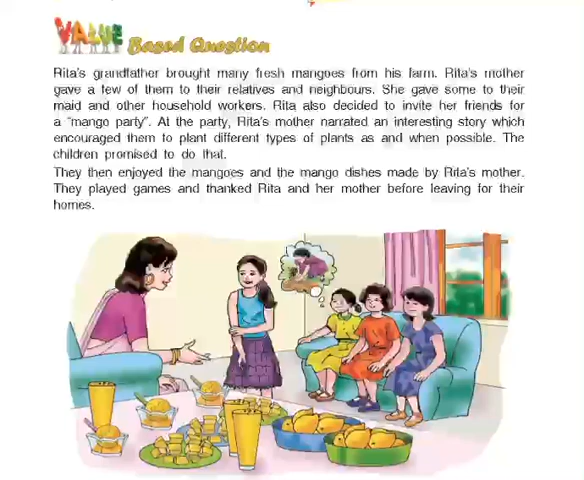 VALUE
Based Question
Rita's grandfather brought many fresh mangoes from his farm. Rita's mother
gave a few of them to their relatives and neighbours. She gave some to their
maid and other household workers. Rita also decided to invite her friends for
a "mango party". At the party, Rita's mother narrated an interesting story which
encouraged them to plant different types of plants as and when possible. The
children promised to do that.
They then enjoyed the mangoes and the mango dishes made by Rita's mother.
They played games and thanked Rita and her mother before leaving for their
homes.